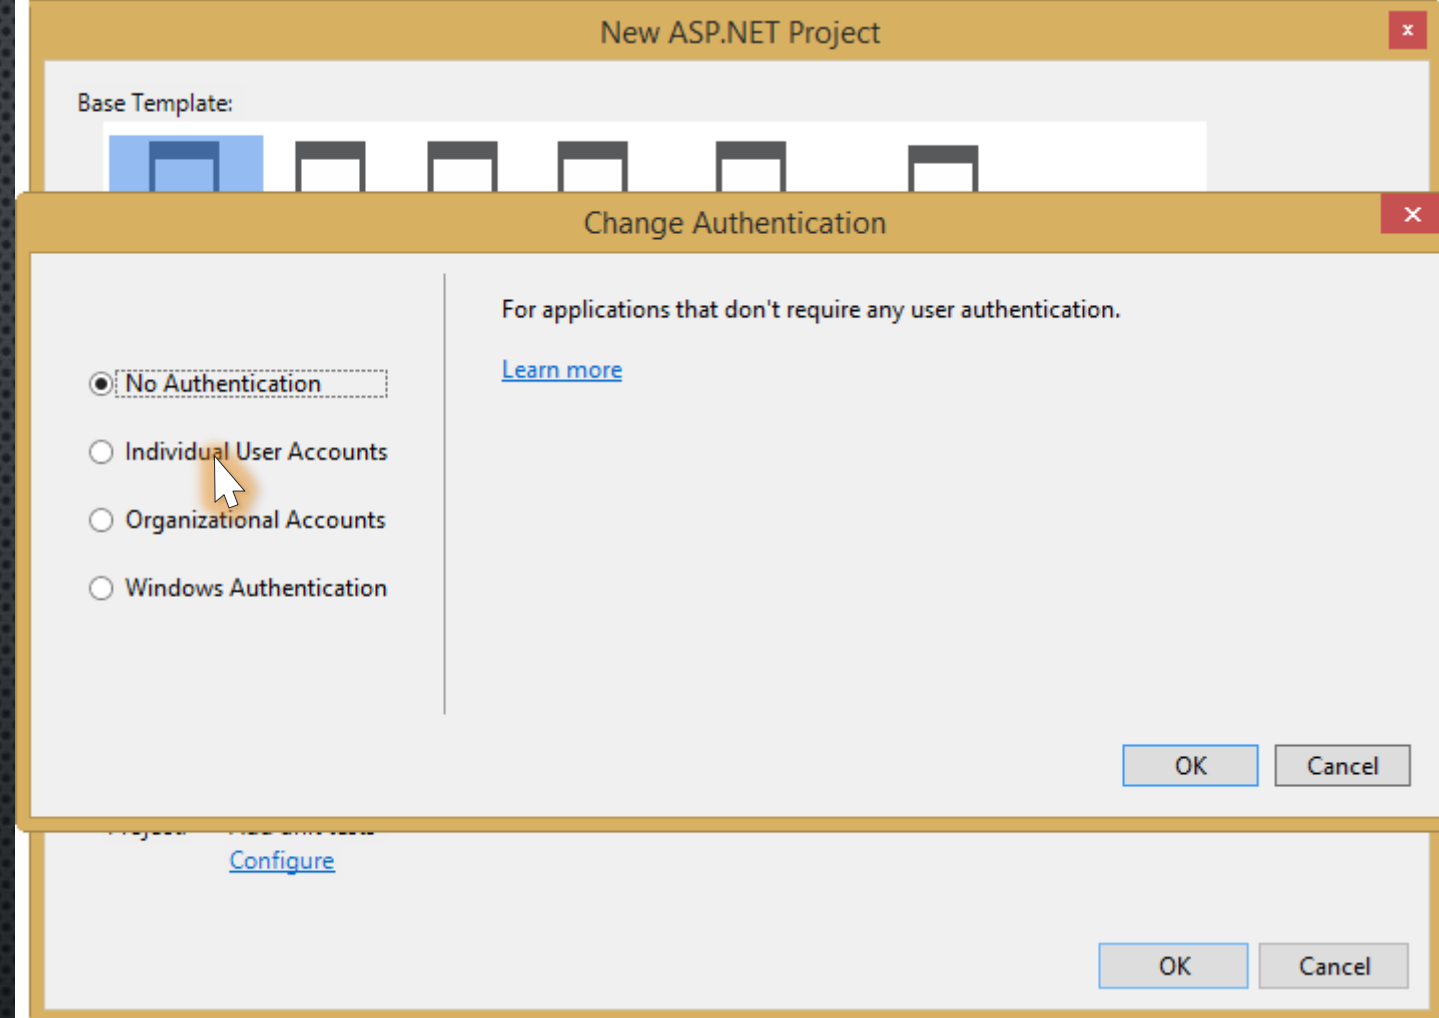 New ASP.NET Project
x
Base Template:
Change Authentication
For applications that don't require any user authentication.
Learn more
No Authentication
Individual User Accounts
Organizational Accounts
Windows Authentication
OK Cancel
Configure
OK Cancel